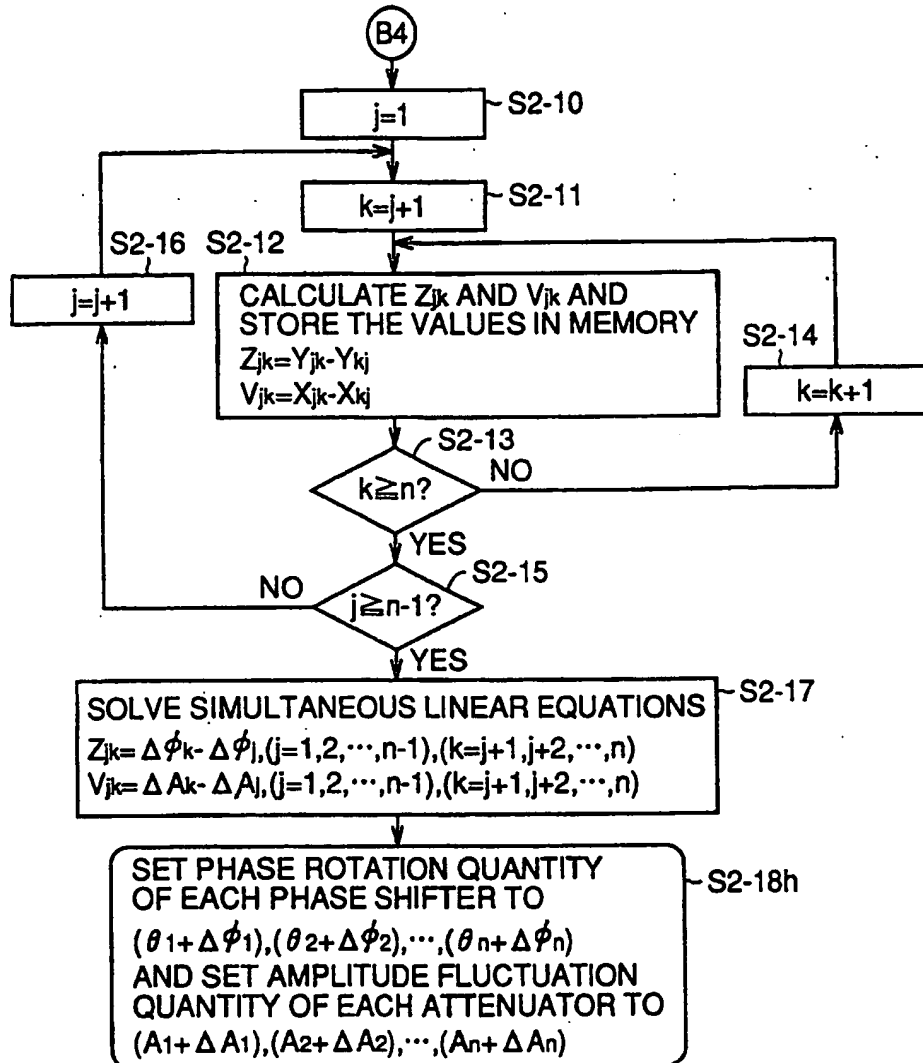 B4
j=1
S2-10
k=j+1
S2-11
S2-16
j=j+1
S2-12
CALCULATE Zjk AND Vjk AND
STORE THE VALUES IN MEMORY
Zjk=Yjk-Ykj
Vjk=Xjk-Xkj
S2-14
k=k+1
S2-13
k≧n?
NO
YES
S2-15
NO
j≧n-1?
YES
S2-17
SOLVE SIMULTANEOUS LINEAR EQUATIONS
Zjk=Δϕk-Δϕj,(j=1,2,⋯,n-1),(k=j+1,j+2,⋯,n)
Vjk=ΔAk-ΔAj,(j=1,2,⋯,n-1),(k=j+1,j+2,⋯,n)
SET PHASE ROTATION QUANTITY
OF EACH PHASE SHIFTER TO
(θ1+Δϕ1),(θ2+Δϕ2),⋯,(θn+Δϕn)
AND SET AMPLITUDE FLUCTUATION
QUANTITY OF EACH ATTENUATOR TO
(A1+ΔA1),(A2+ΔA2),⋯,(An+ΔAn)
S2-18h